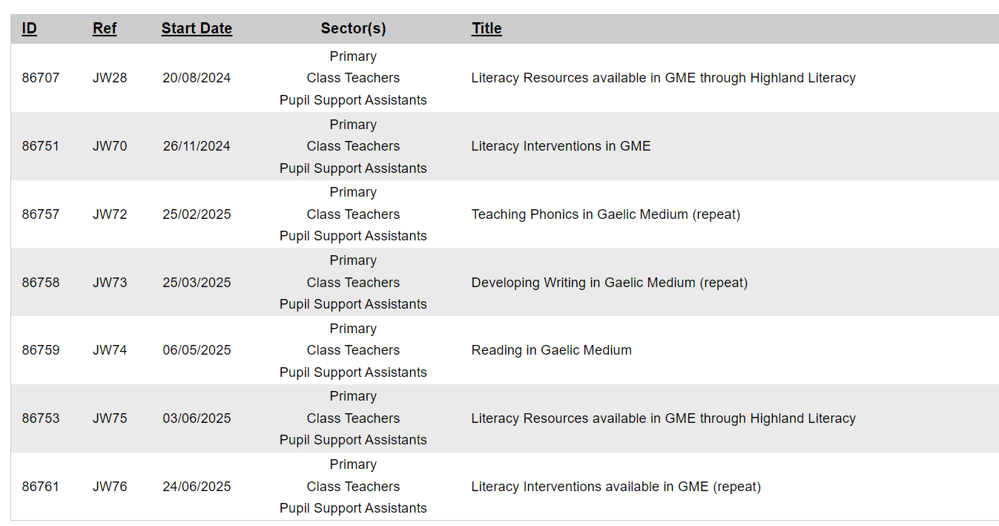 ID Ref Start Date Sector(s) Title
Primary
86707 JW28 20/08/2024 Class Teachers Literacy Resources available in GME through Highland Literacy
Pupil Support Assistants
Primary
86751 JW70 26/11/2024 Class Teachers Literacy Interventions in GME
Pupil Support Assistants
Primary
86757 JW72 25/02/2025 Class Teachers Teaching Phonics in Gaelic Medium (repeat)
Pupil Support Assistants
Primary
86758 JW73 25/03/2025 Class Teachers Developing Writing in Gaelic Medium (repeat)
Pupil Support Assistants
Primary
86759 JW74 06/05/2025 Class Teachers Reading in Gaelic Medium
Pupil Support Assistants
Primary
86753 JW75 03/06/2025 Class Teachers Literacy Resources available in GME through Highland Literacy
Pupil Support Assistants
Primary
86761 JW76 24/06/2025 Class Teachers Literacy Interventions available in GME (repeat)
Pupil Support Assistants